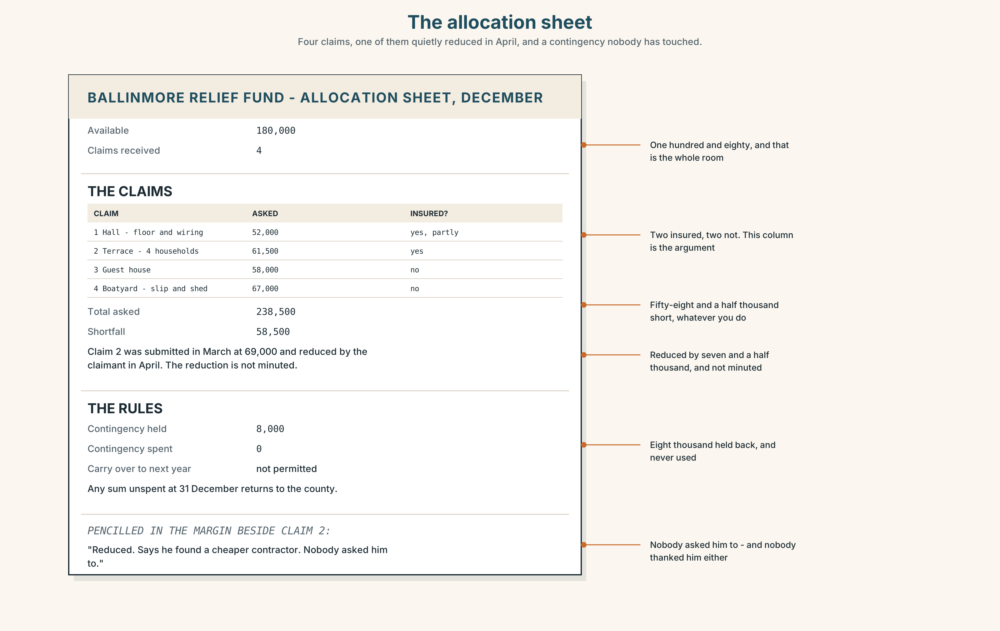 The allocation sheet
Four claims, one of them quietly reduced in April, and a contingency nobody has touched.
BALLINMORE RELIEF FUND - ALLOCATION SHEET, DECEMBER
Available 180,000
Claims received 4
One hundred and eighty, and that
is the whole room
THE CLAIMS
CLAIM ASKED INSURED?
1 Hall - floor and wiring 52,000 yes, partly
2 Terrace - 4 households 61,500 yes
3 Guest house 58,000 no
4 Boatyard - slip and shed 67,000 no
Two insured, two not. This column
is the argument
Total asked 238,500
Shortfall 58,500
Fifty-eight and a half thousand
short, whatever you do
Claim 2 was submitted in March at 69,000 and reduced by the
claimant in April. The reduction is not minuted.
Reduced by seven and a half
thousand, and not minuted
THE RULES
Contingency held 8,000
Contingency spent 0
Carry over to next year not permitted
Any sum unspent at 31 December returns to the county.
Eight thousand held back, and
never used
PENCILLED IN THE MARGIN BESIDE CLAIM 2:
"Reduced. Says he found a cheaper contractor. Nobody asked him
to."
Nobody asked him to - and nobody
thanked him either